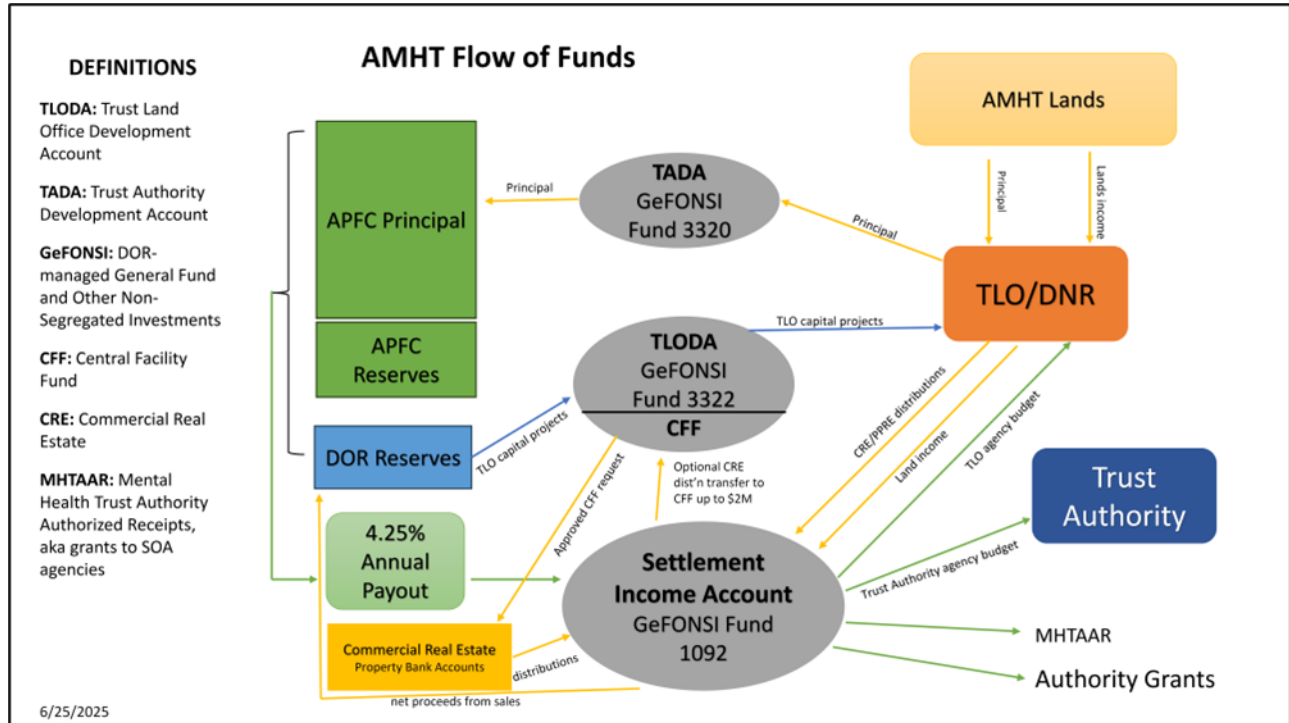 AMHT Flow of Funds
DEFINITIONS
TLODA: Trust Land
Office Development
Account
TADA: Trust Authority
Development Account
GeFONSI: DOR-
managed General Fund
and Other Non-
Segregated Investments
CFF: Central Facility
Fund
CRE: Commercial Real
Estate
MHTAAR: Mental
Health Trust Authority
Authorized Receipts,
aka grants to SOA
agencies
6/25/2025
APFC Principal
APFC
Reserves
DOR Reserves
4.25%
Annual
Payout
Commercial Real Estate
Property Bank Accounts
Principal
TADA
GeFONSI
Fund 3320
Principal
AMHT Lands
Principal
Lands income
TLO/DNR
TLO capital projects
TLODA
GeFONSI
Fund 3322
CFF
TLO capital projects
Approved CFF request
Optional CRE
dist'n transfer to
CFF up to $2M
CRE/PPRE distributions
Land income
TLO agency budget
Settlement
Income Account
GeFONSI Fund
1092
distributions
net proceeds from sales
Trust Authority agency budget
Trust
Authority
MHTAAR
Authority Grants